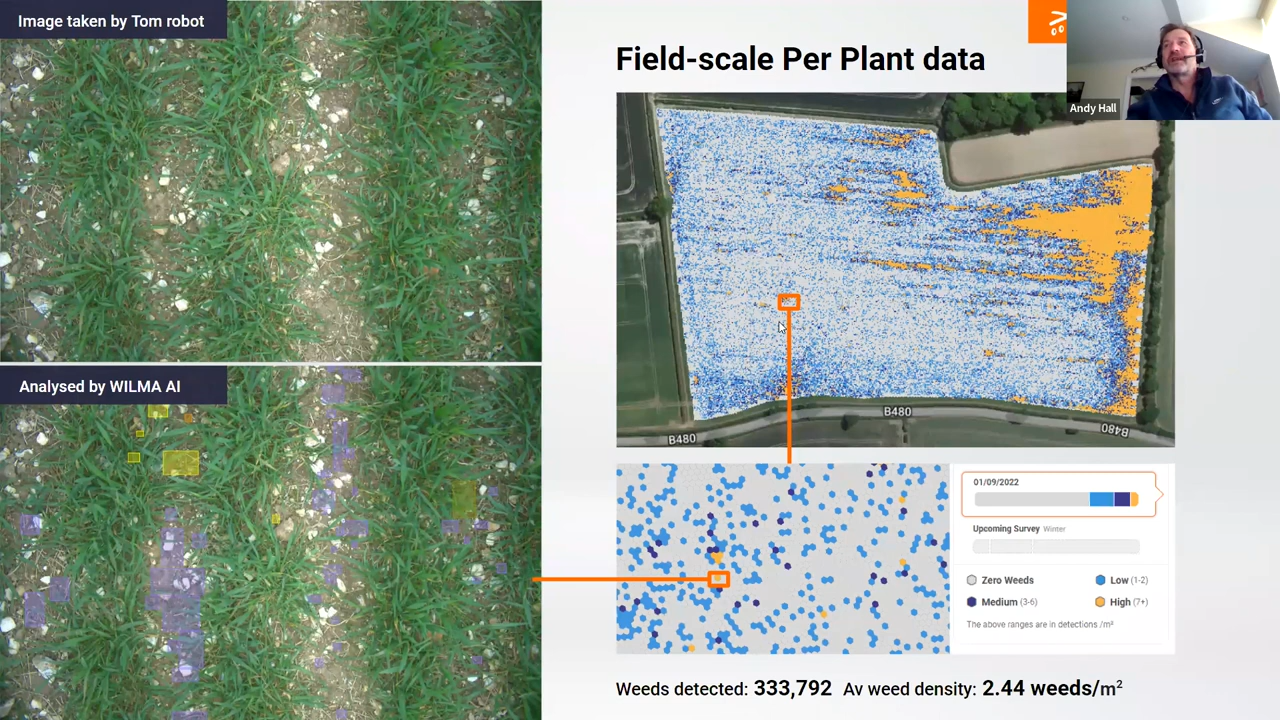 Image taken by Tom robot
Analysed by WILMA AI
Field-scale Per Plant data
Andy Hall
B480
B480
B480
01/09/2022
Upcoming Survey Winter
Zero Weeds
Low (1-2)
Medium (3-6)
High (7+)
The above ranges are in detections /m²
Weeds detected: 333,792 Av weed density: 2.44 weeds/m²